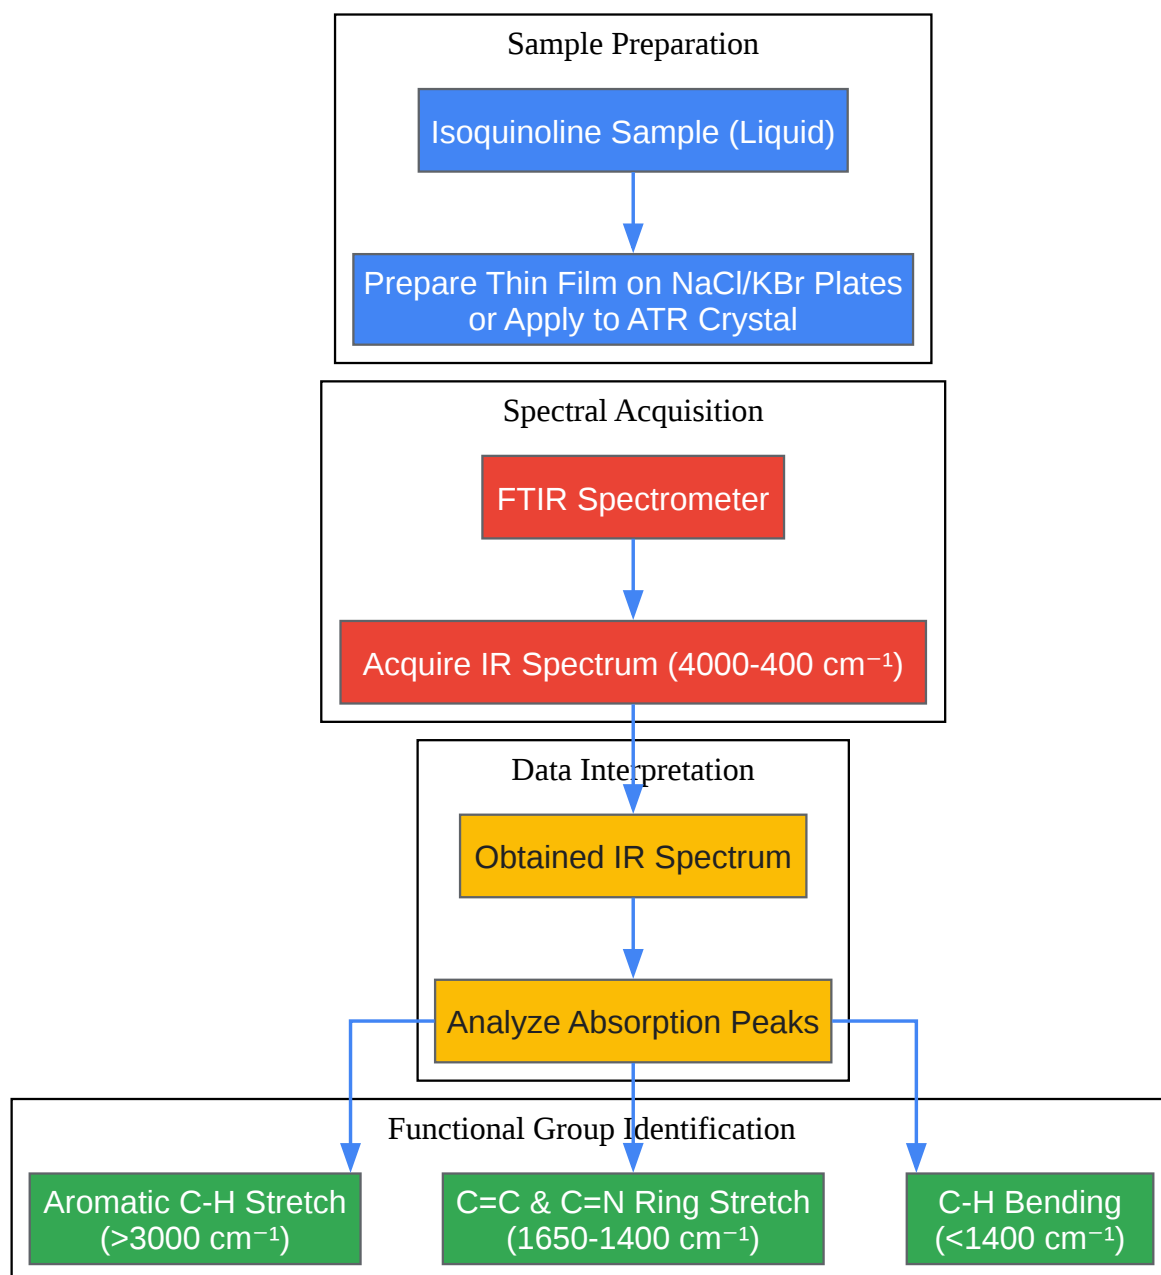 Sample Preparation
Isoquinoline Sample (Liquid)
Prepare Thin Film on NaCl/KBr Plates
or Apply to ATR Crystal
Spectral Acquisition
FTIR Spectrometer
Acquire IR Spectrum (4000-400 cm⁻¹)
Data Interpretation
Obtained IR Spectrum
Analyze Absorption Peaks
Functional Group Identification
Aromatic C-H Stretch
(>3000 cm⁻¹)
C=C & C=N Ring Stretch
(1650-1400 cm⁻¹)
C-H Bending
(<1400 cm⁻¹)